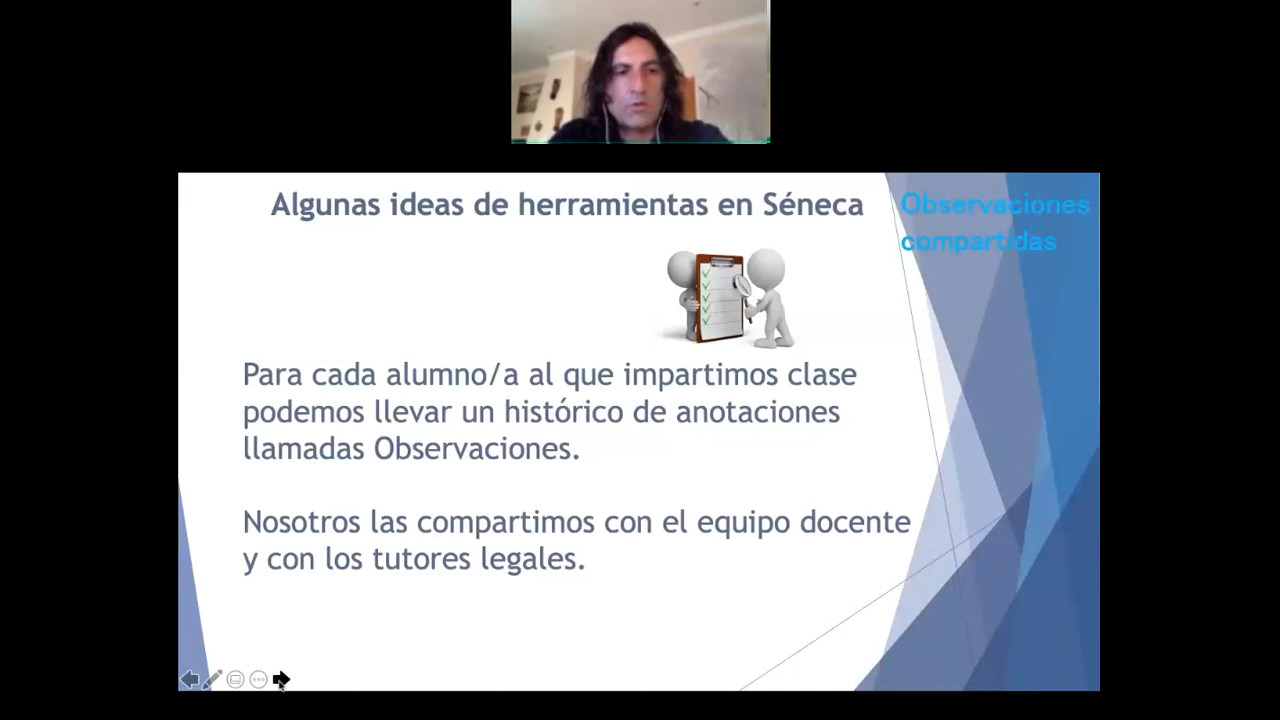 Algunas ideas de herramientas en Séneca
Observaciones
compartidas
Para cada alumno/a al que impartimos clase
podemos llevar un histórico de anotaciones
llamadas Observaciones.
Nosotros las compartimos con el equipo docente
y con los tutores legales.